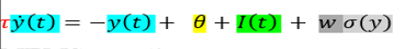 τẏ(t) = −y(t) + θ + I(t) + w σ(y)